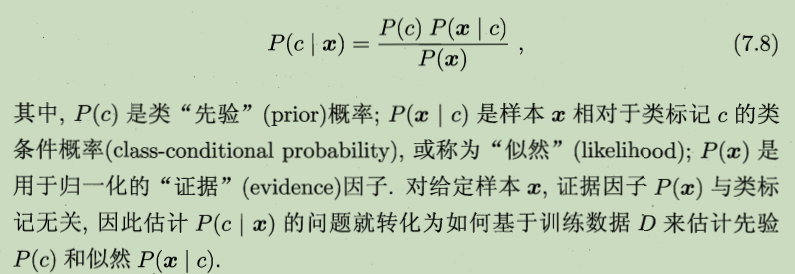 P(c | x) = P(c) P(x | c) / P(x) , (7.8)
其中, P(c) 是类“先验”(prior)概率; P(x | c) 是样本 x 相对于类标记 c 的类
条件概率(class-conditional probability), 或称为“似然”(likelihood); P(x) 是
用于归一化的“证据”(evidence)因子. 对给定样本 x, 证据因子 P(x) 与类标
记无关, 因此估计 P(c | x) 的问题就转化为如何基于训练数据 D 来估计先验
P(c) 和似然 P(x | c).